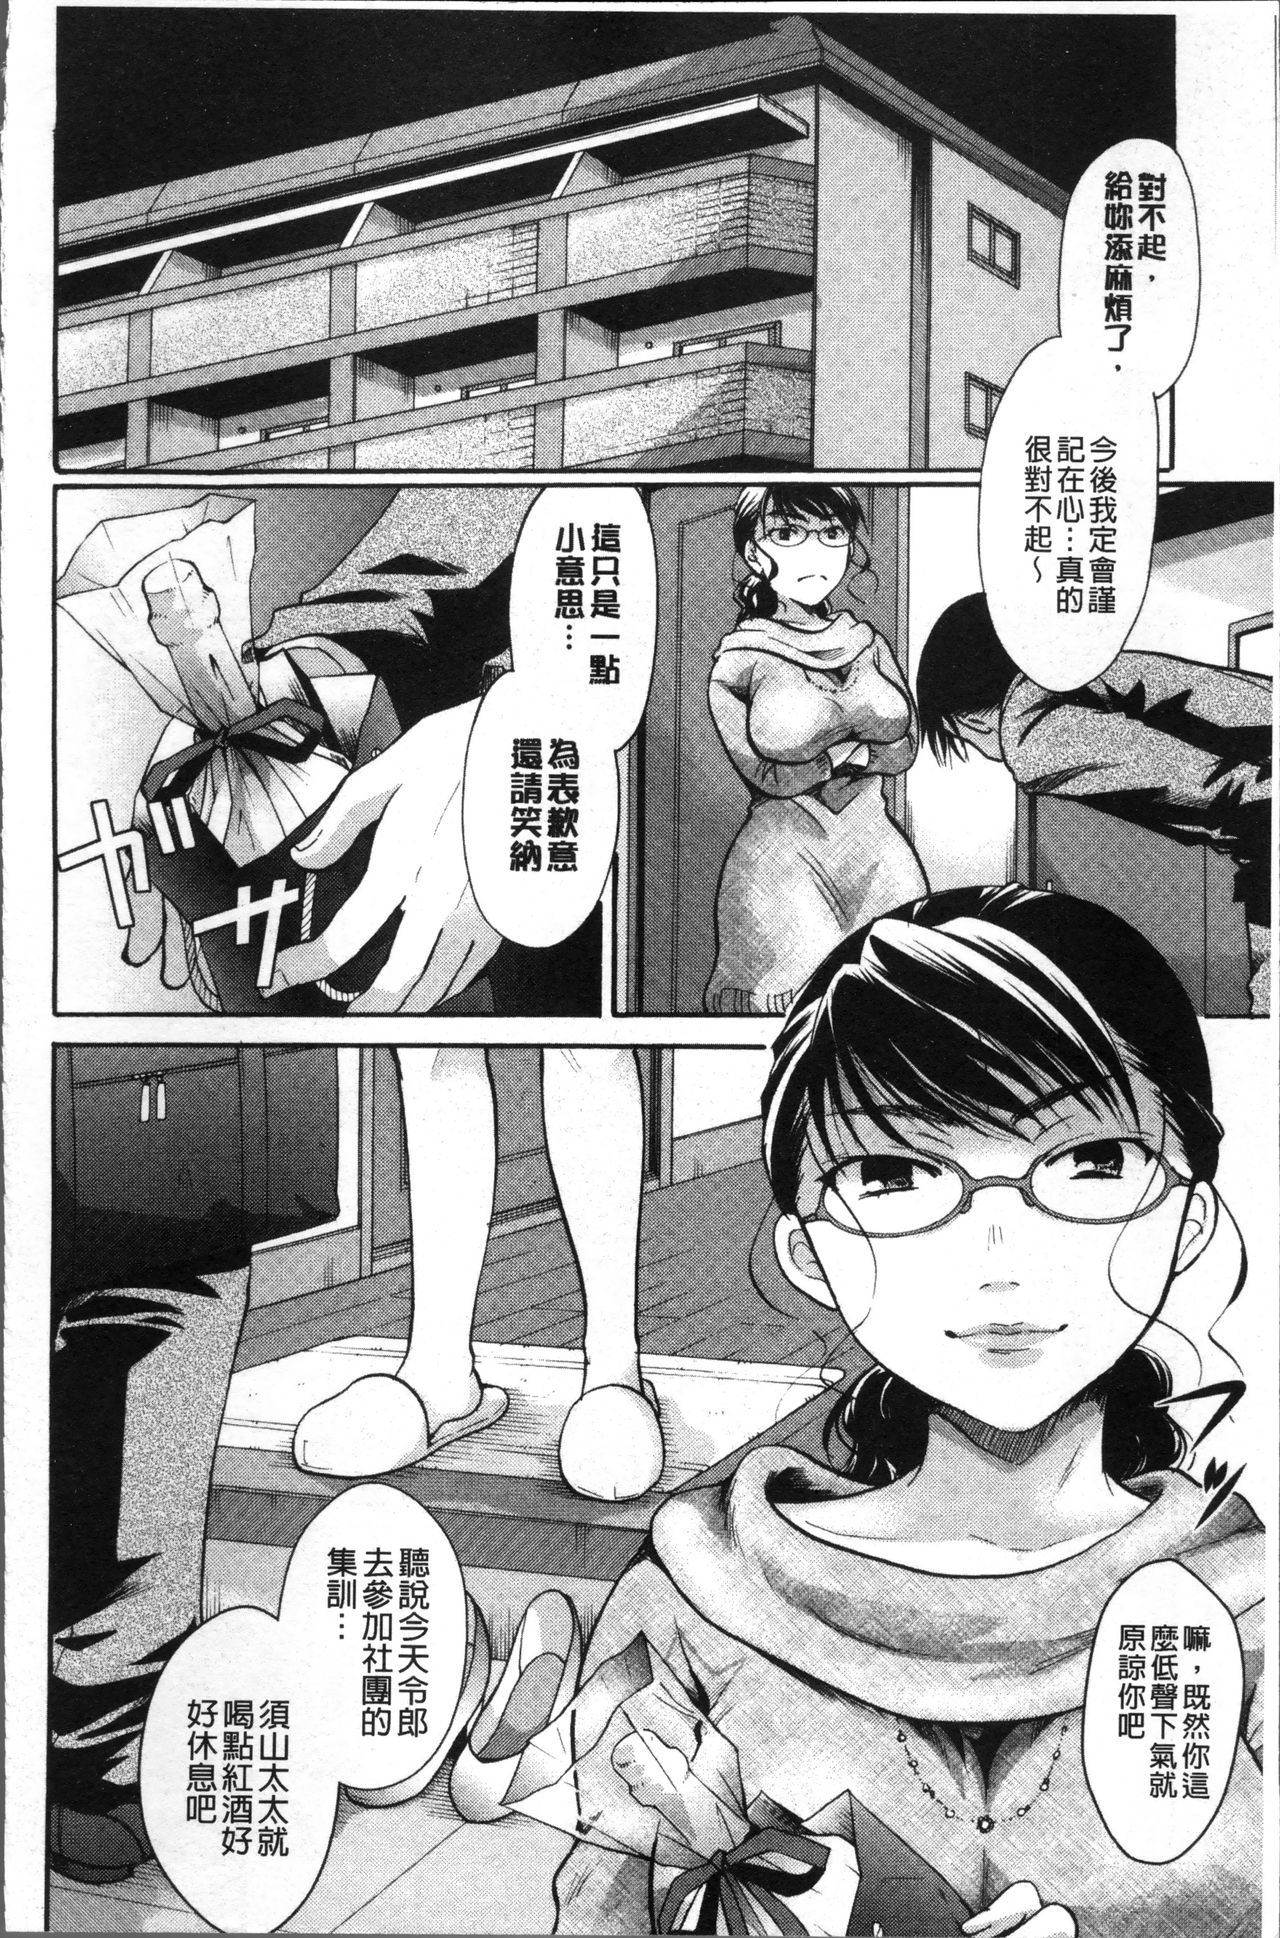 對不起，
給妳添麻煩了，
今後我定會謹
記在心…真的
很對不起～
這只是一點
小意思…
為表歉意
還請笑納
ガサ
ガサ
嘛，既然你這
麼低聲下氣就
原諒你吧
聽說今天令郎
去參加社團的
集訓…
須山太太就
喝點紅酒好
好休息吧